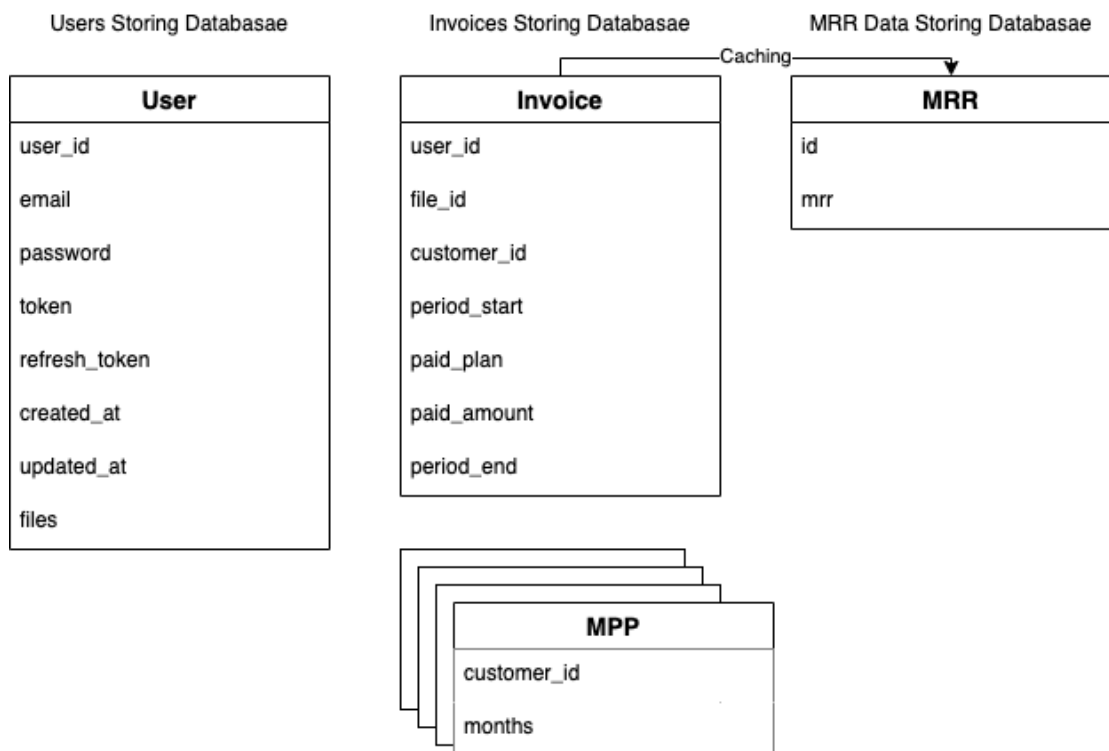 Users Storing Databasae
User
user_id
email
password
token
refresh_token
created_at
updated_at
files
Invoices Storing Databasae
Invoice
user_id
file_id
customer_id
period_start
paid_plan
paid_amount
period_end
Caching
MRR Data Storing Databasae
MRR
id
mrr
MPP
customer_id
months